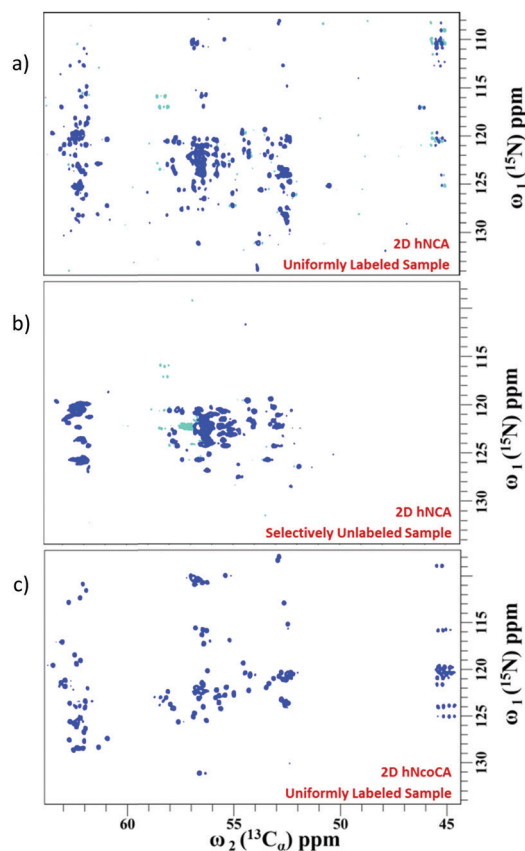 a)
110
115
120
125
130
ω₁ (¹⁵N) ppm
2D hNCA
Uniformly Labeled Sample
b)
115
120
125
130
ω₁ (¹⁵N) ppm
2D hNCA
Selectively Unlabeled Sample
c)
110
115
120
125
130
ω₁ (¹⁵N) ppm
2D hNcoCA
Uniformly Labeled Sample
60
55
50
45
ω₂ (¹³Cα) ppm